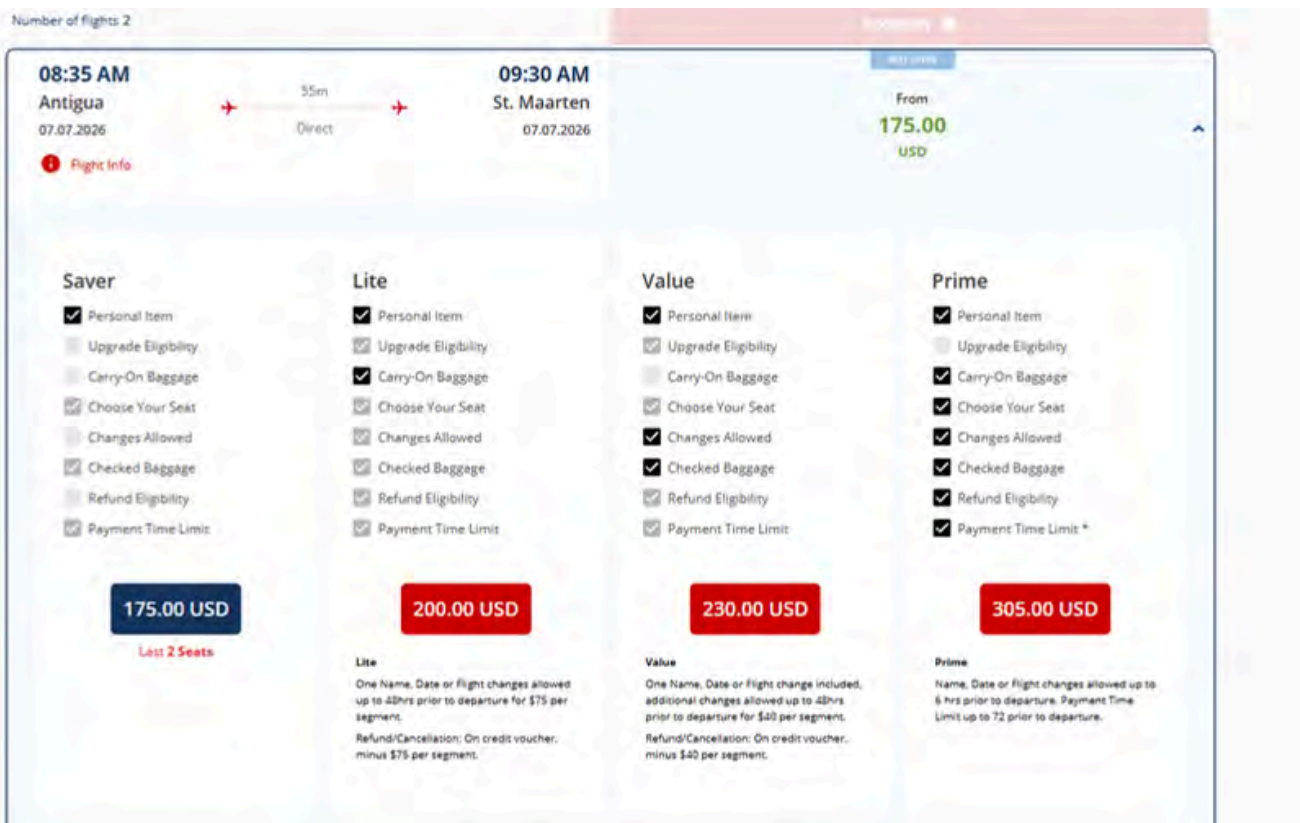 Number of flights 2
08:35 AM
Antigua
07.07.2026
Flight Info
55m
Direct
09:30 AM
St. Maarten
07.07.2026
From
175.00
USD
Saver
Personal Item
Upgrade Eligibility
Carry-On Baggage
Choose Your Seat
Changes Allowed
Checked Baggage
Refund Eligibility
Payment Time Limit
175.00 USD
Last 2 Seats
Lite
Personal Item
Upgrade Eligibility
Carry-On Baggage
Choose Your Seat
Changes Allowed
Checked Baggage
Refund Eligibility
Payment Time Limit
200.00 USD
Lite
One Name, Date or Flight changes allowed
up to 48hrs prior to departure for $75 per
segment.
Refund/Cancellation: On credit voucher,
minus $75 per segment.
Value
Personal Item
Upgrade Eligibility
Carry-On Baggage
Choose Your Seat
Changes Allowed
Checked Baggage
Refund Eligibility
Payment Time Limit
230.00 USD
Value
One Name, Date or Flight change included,
additional changes allowed up to 48hrs
prior to departure for $40 per segment.
Refund/Cancellation: On credit voucher,
minus $40 per segment.
Prime
Personal Item
Upgrade Eligibility
Carry-On Baggage
Choose Your Seat
Changes Allowed
Checked Baggage
Refund Eligibility
Payment Time Limit *
305.00 USD
Prime
Name, Date or Flight changes allowed up to
6 hrs prior to departure. Payment Time
Limit up to 72 prior to departure.